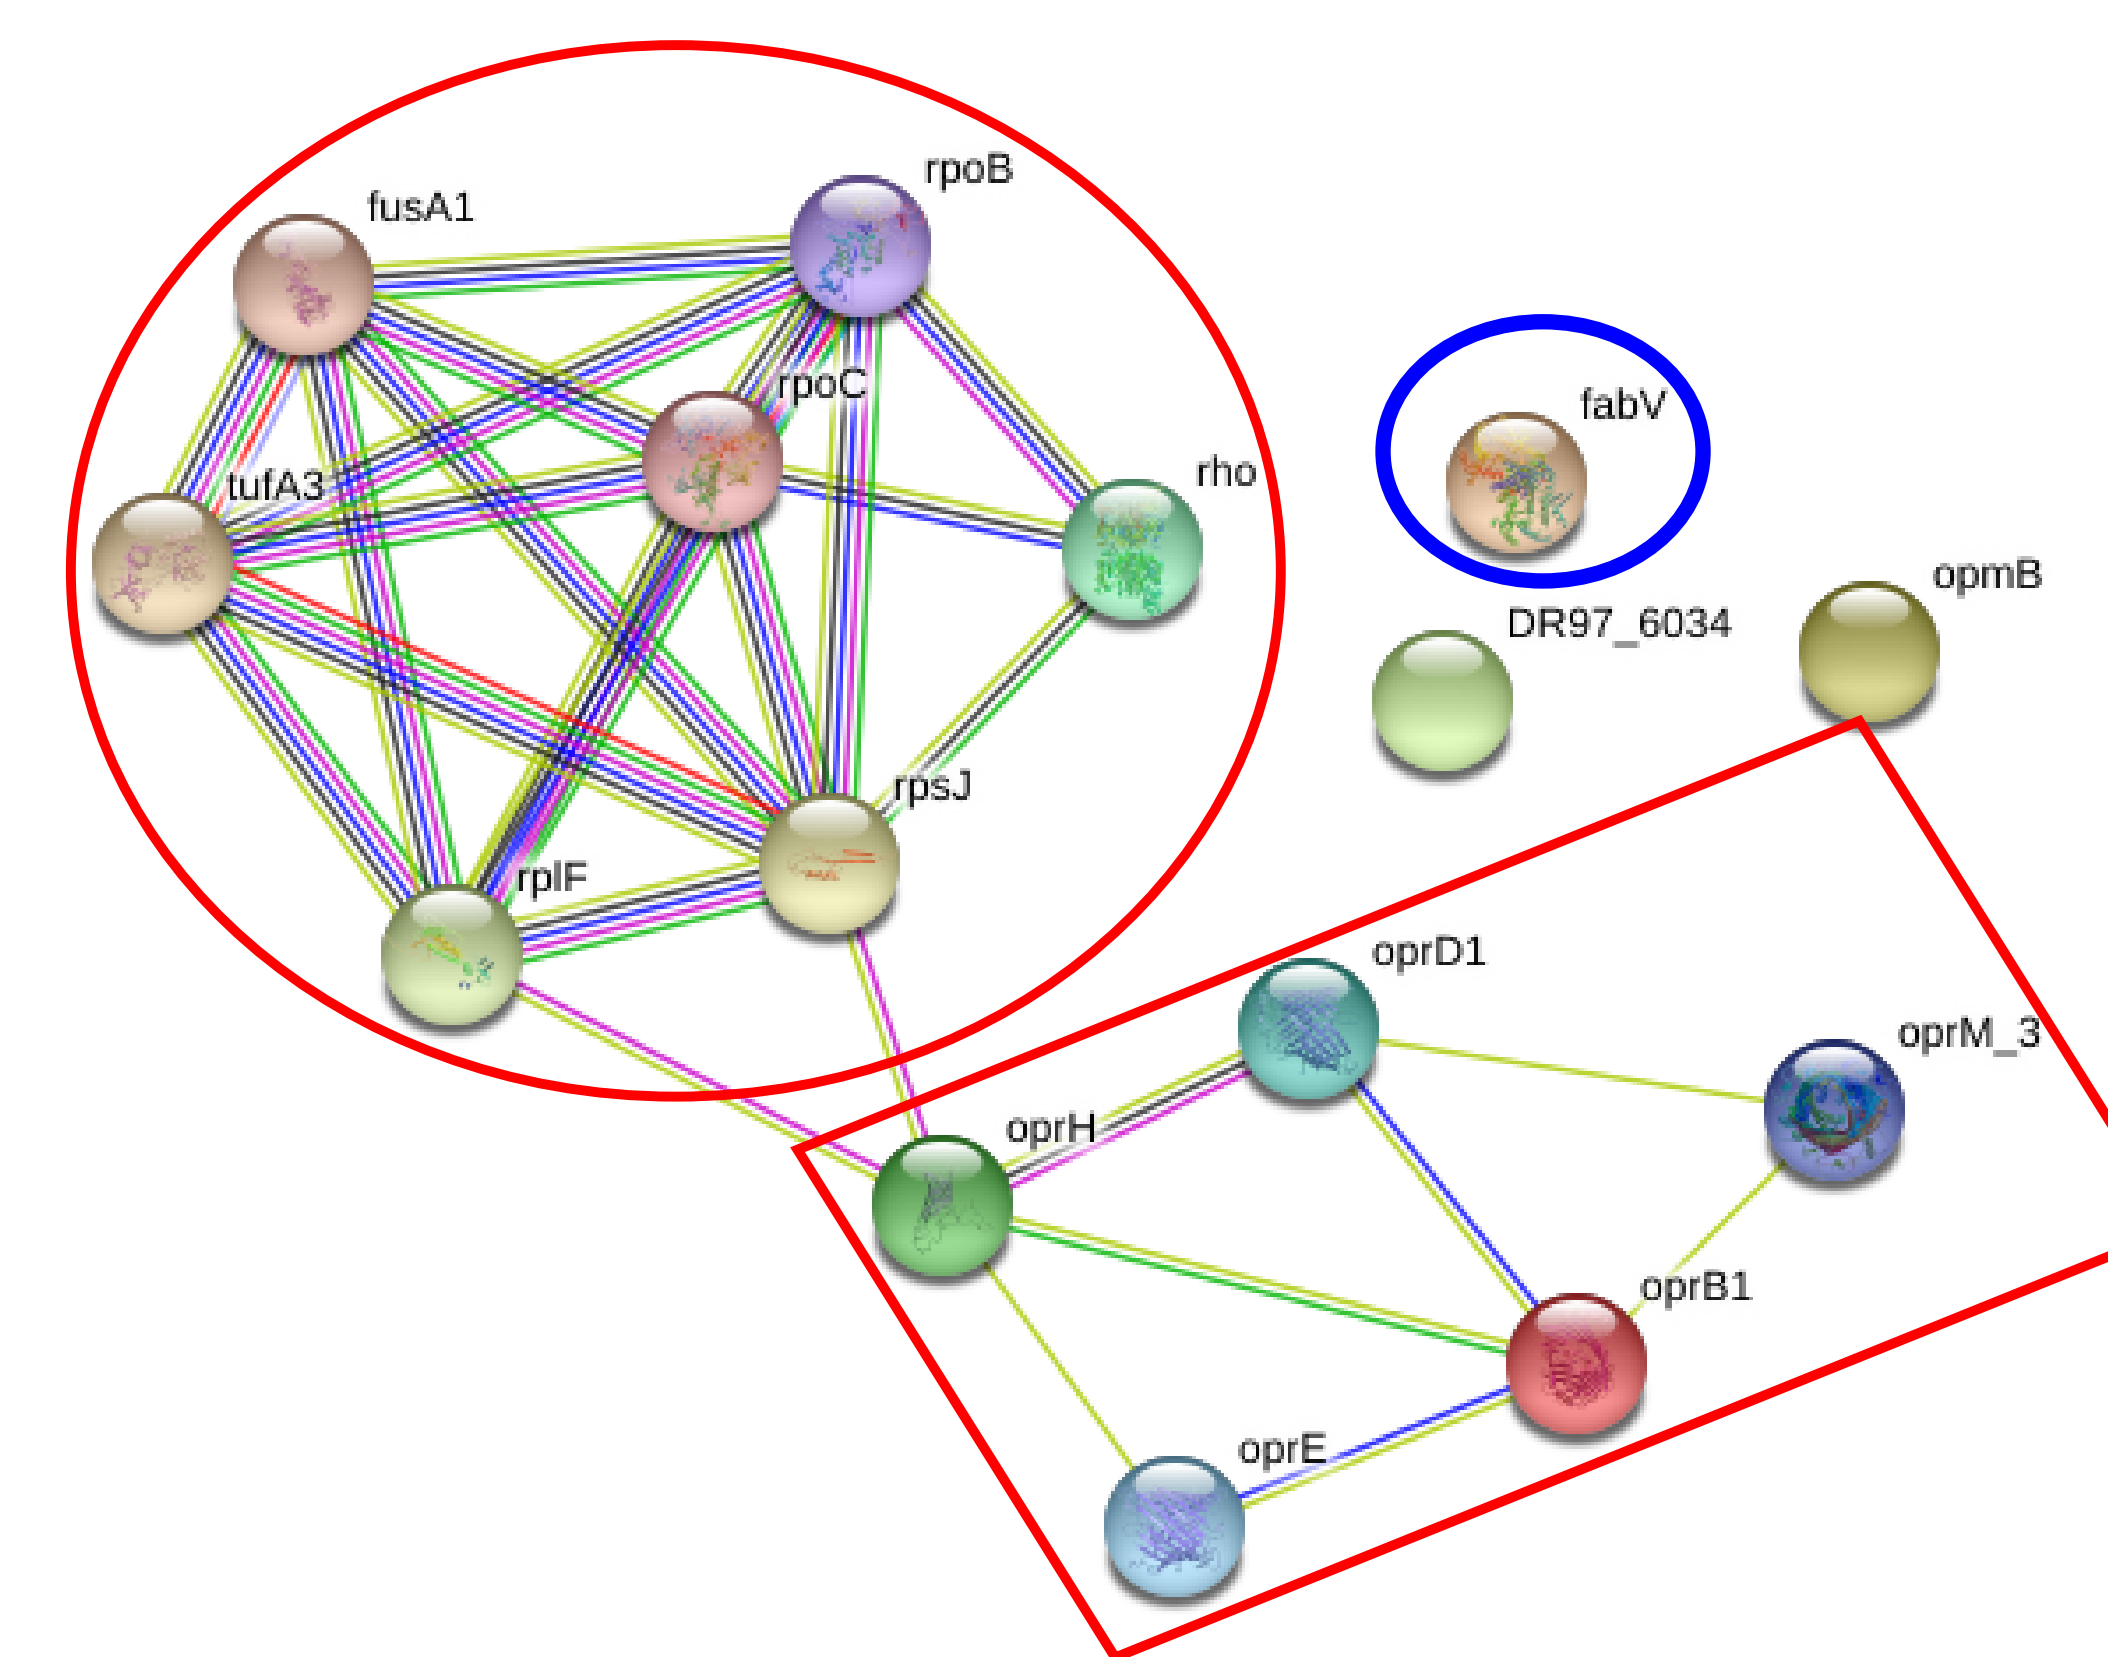 rpoB
fusA1
rpoC
fabV
rho
tufA3
opmB
DR97_6034
rpsJ
rplF
oprD1
oprM_3
oprH
oprB1
oprE